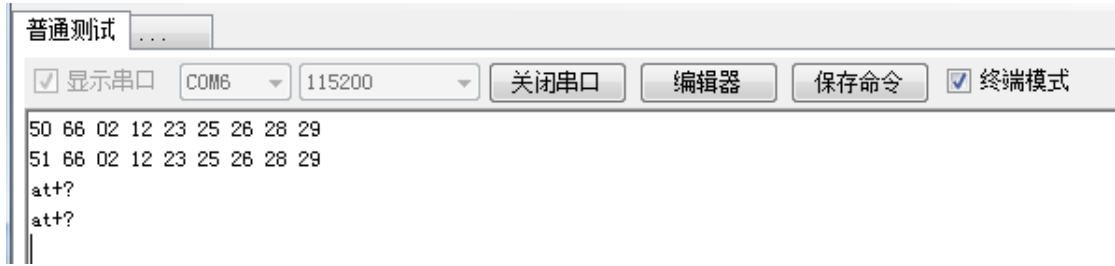 普通测试 ...
显示串口 COM6 115200 关闭串口 编辑器 保存命令 终端模式
50 66 02 12 23 25 26 28 29
51 66 02 12 23 25 26 28 29
at+?
at+?